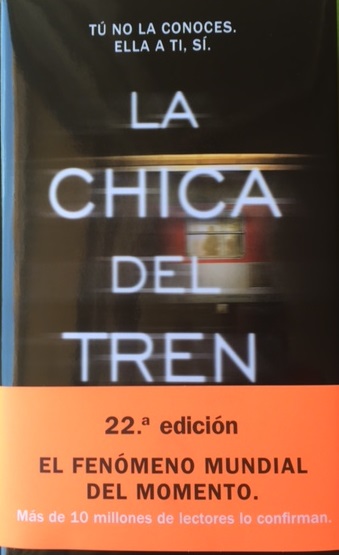 TÚ NO LA CONOCES.
ELLA A TI, SÍ.
LA
CHICA
DEL
TREN
22.ª edición
EL FENÓMENO MUNDIAL
DEL MOMENTO.
Más de 10 millones de lectores lo confirman.